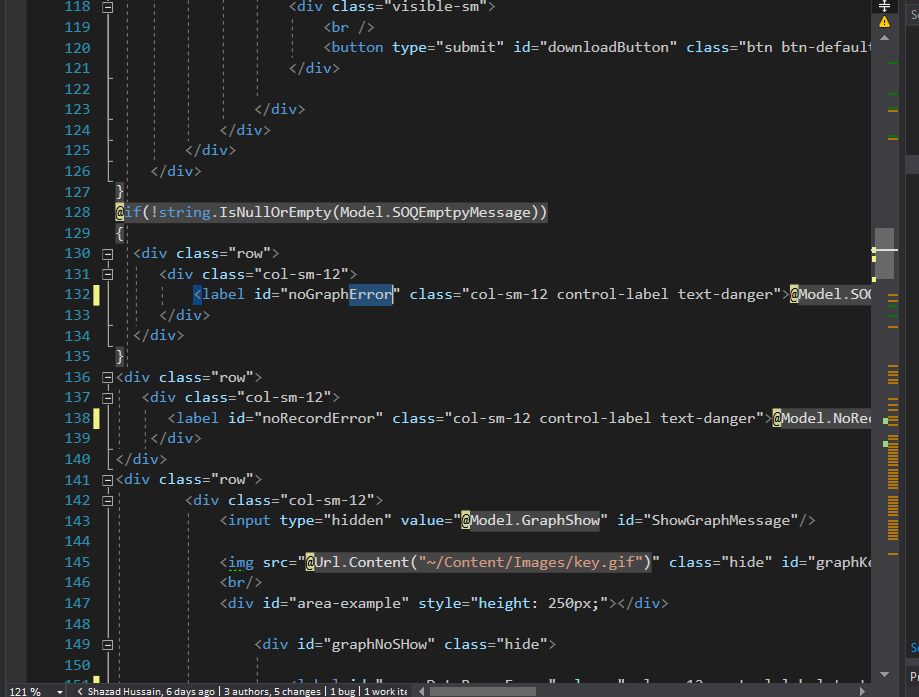 118 <div class="visible-sm">
119 <br />
120 <button type="submit" id="downloadButton" class="btn btn-default
121 </div>
122
123 </div>
124 </div>
125 </div>
126 </div>
127 }
128 @if(!string.IsNullOrEmpty(Model.SOQEmptpyMessage))
129 {
130 <div class="row">
131 <div class="col-sm-12">
132 <label id="noGraphError" class="col-sm-12 control-label text-danger">@Model.SOQ
133 </div>
134 </div>
135 }
136 <div class="row">
137 <div class="col-sm-12">
138 <label id="noRecordError" class="col-sm-12 control-label text-danger">@Model.NoRec
139 </div>
140 </div>
141 <div class="row">
142 <div class="col-sm-12">
143 <input type="hidden" value="@Model.GraphShow" id="ShowGraphMessage"/>
144
145 <img src="@Url.Content("~/Content/Images/key.gif")" class="hide" id="graphKe
146 <br/>
147 <div id="area-example" style="height: 250px;"></div>
148
149 <div id="graphNoSHow" class="hide">
150
151
121 % < Shazad Hussain, 6 days ago | 3 authors, 5 changes | 1 bug | 1 work ite